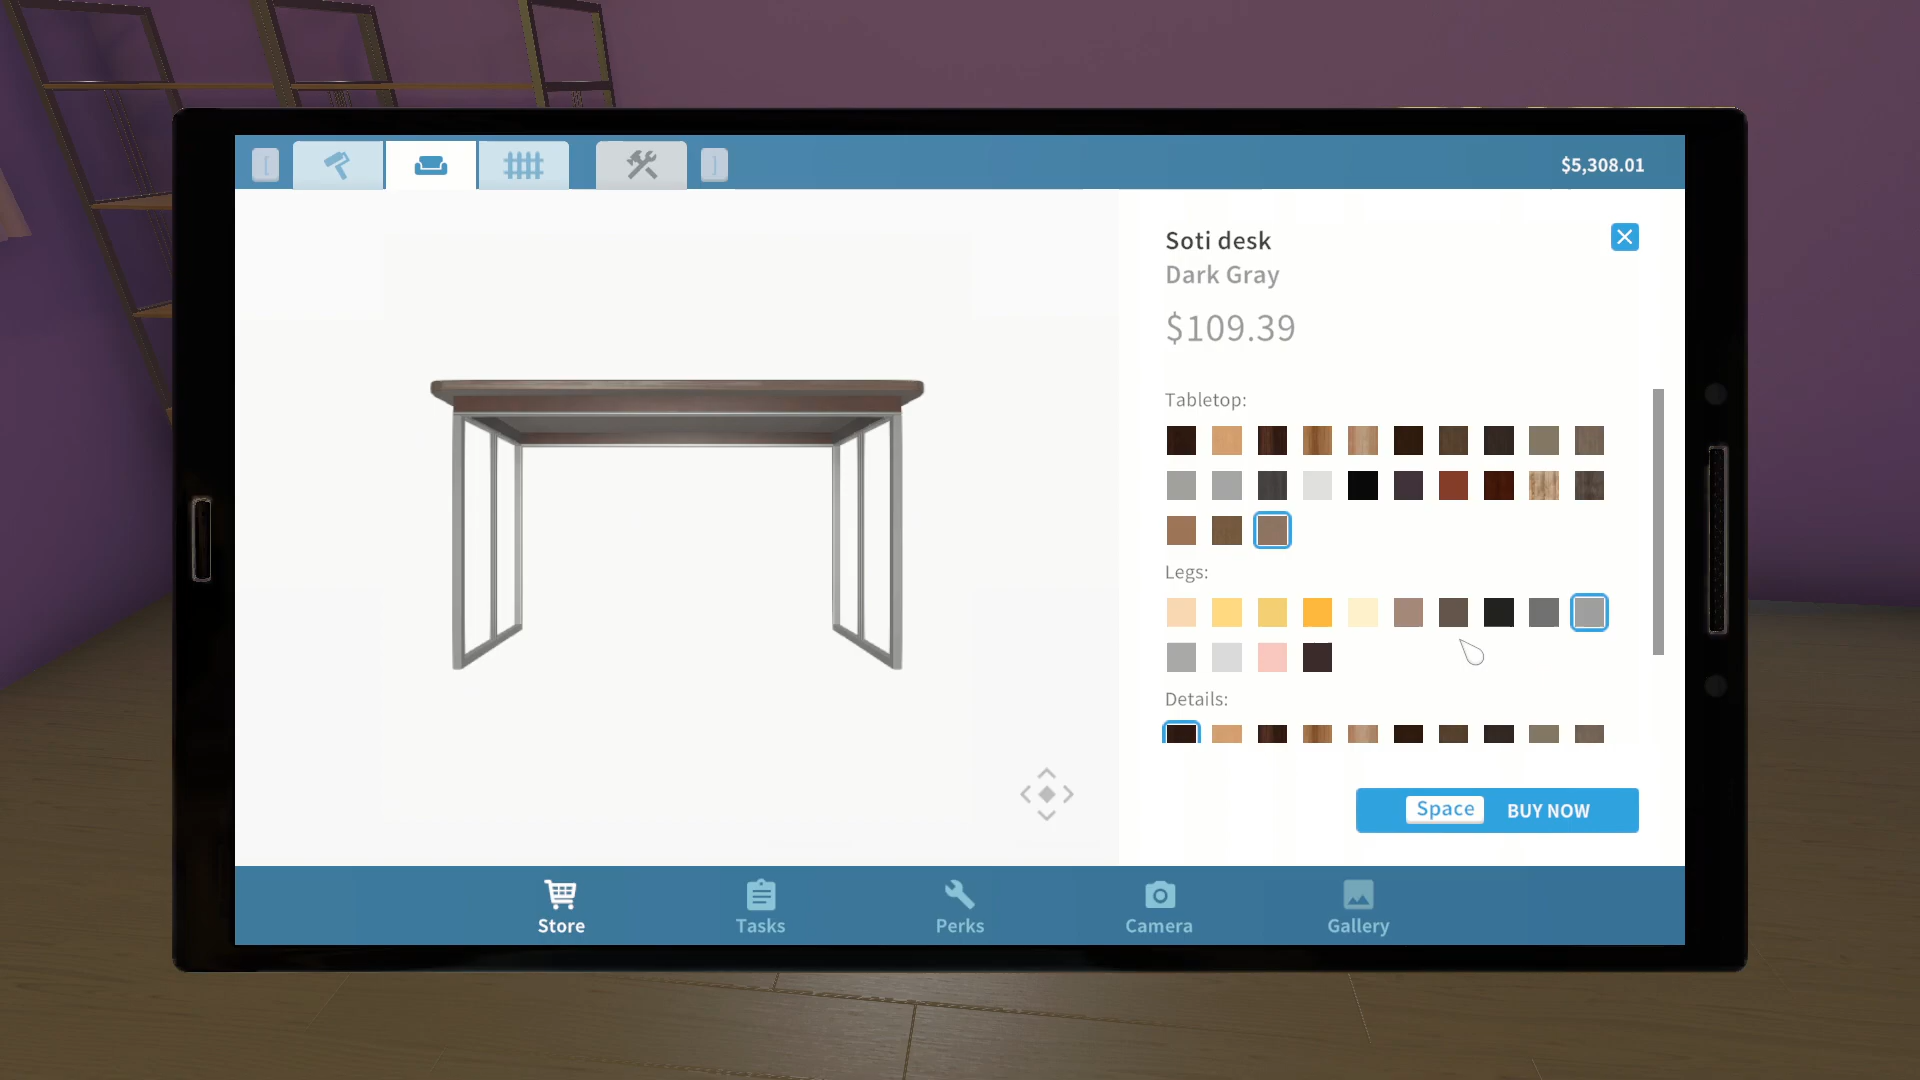 [
]
$5,308.01
Soti desk
Dark Gray
$109.39
Tabletop:
Legs:
Details:
Space BUY NOW
Store
Tasks
Perks
Camera
Gallery